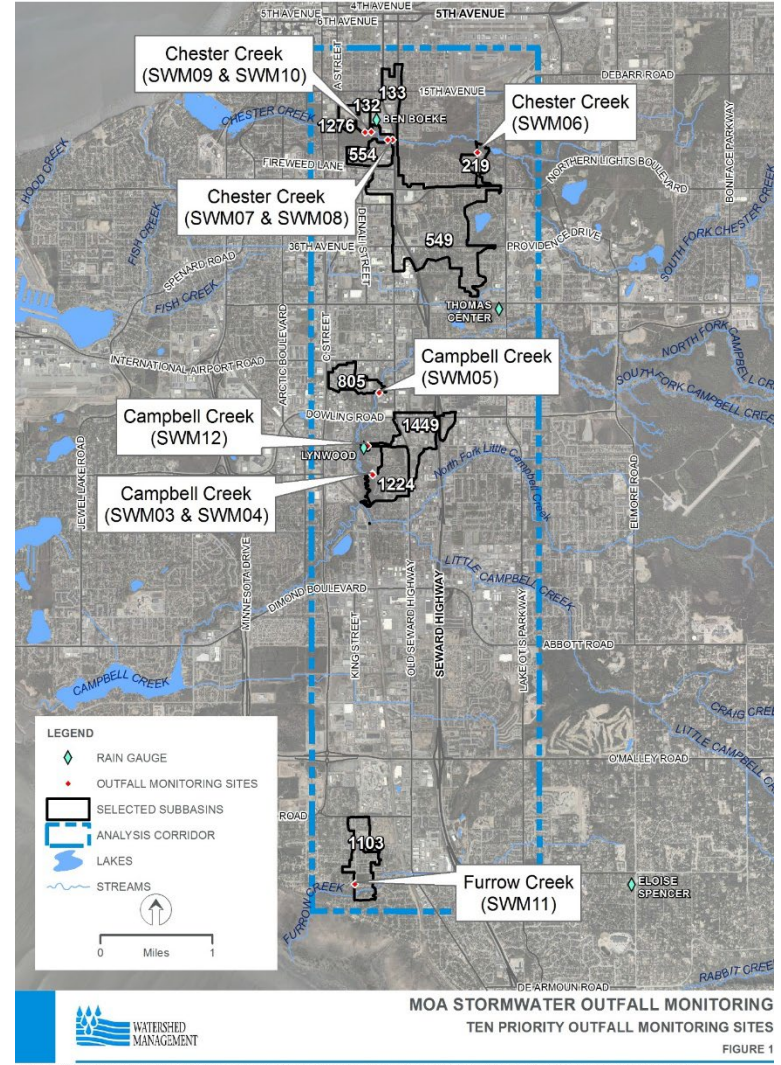 4TH AVENUE
5TH AVENUE
5TH AVENUE
6TH AVENUE
A STREET
Chester Creek
(SWM09 & SWM10)
DEBARR ROAD
133
15TH AVENUE
132
Chester Creek
(SWM06)
BEN BOEKE
CHESTER CREEK
1276
554
FIREWEED LANE
219
NORTHERN LIGHTS BOULEVARD
BONIFACE PARKWAY
HOOD CREEK
Chester Creek
(SWM07 & SWM08)
FISH CREEK
DENALI STREET
549
36TH AVENUE
PROVIDENCE DRIVE
SOUTH FORK CHESTER CREEK
SPENARD ROAD
FISH CREEK
THOMAS
CENTER
C STREET
ARCTIC BOULEVARD
NORTH FORK
CAMPBELL CREEK
INTERNATIONAL AIRPORT ROAD
Campbell Creek
(SWM05)
SOUTH FORK CAMPBELL CREEK
805
DOWLING ROAD
Campbell Creek
(SWM12)
1449
LYNWOOD
North Fork Little Campbell Creek
1224
JEWEL LAKE ROAD
Campbell Creek
(SWM03 & SWM04)
ELMORE ROAD
MINNESOTA DRIVE
LITTLE CAMPBELL CREEK
DIMOND BOULEVARD
KING STREET
OLD SEWARD HIGHWAY
SEWARD HIGHWAY
LAKE OTIS PARKWAY
ABBOTT ROAD
CAMPBELL CREEK
CRAIG CREE
LITTLE CAMPBELL C
LEGEND
RAIN GAUGE
OUTFALL MONITORING SITES
SELECTED SUBBASINS
ANALYSIS CORRIDOR
LAKES
STREAMS
0 Miles 1
O'MALLEY ROAD
ROAD
1103
Furrow Creek
(SWM11)
ELOISE
SPENCER
FURROW CREEK
RABBIT CREE
DE ARMOUN ROAD
WATERSHED
MANAGEMENT
MOA STORMWATER OUTFALL MONITORING
TEN PRIORITY OUTFALL MONITORING SITES
FIGURE 1